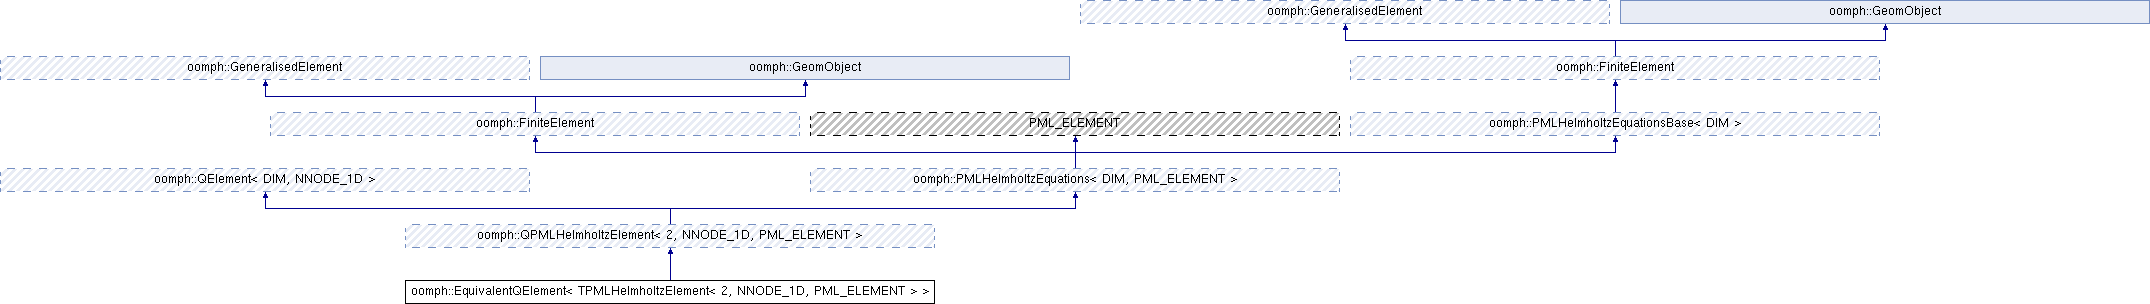 oomph::GeneralisedElement
oomph::GeomObject
oomph::GeneralisedElement
oomph::GeomObject
oomph::FiniteElement
oomph::FiniteElement
PML_ELEMENT
oomph::PMLHelmholtzEquationsBase< DIM >
oomph::QElement< DIM, NNODE_1D >
oomph::PMLHelmholtzEquations< DIM, PML_ELEMENT >
oomph::QPMLHelmholtzElement< 2, NNODE_1D, PML_ELEMENT >
oomph::EquivalentQElement< TPMLHelmholtzElement< 2, NNODE_1D, PML_ELEMENT > >